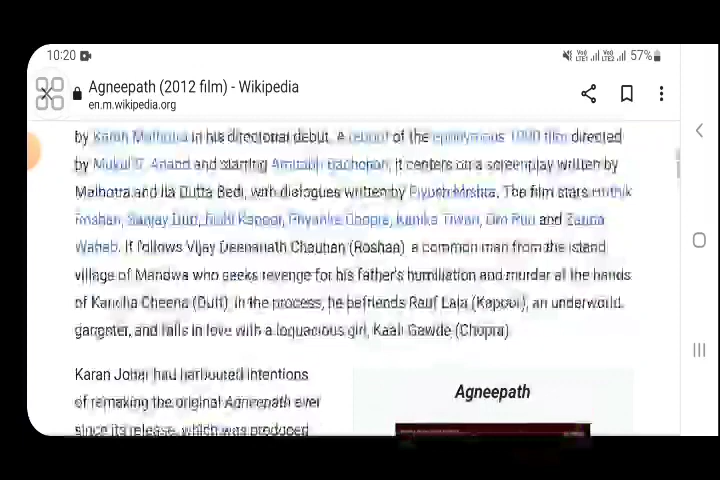 10:20
Vo) LTE1 Vo) LTE2 57%
Agneepath (2012 film) - Wikipedia
en.m.wikipedia.org
by Karan Malhotra in his directorial debut. A reboot of the eponymous 1990 film directed
by Mukul S. Anand and starring Amitabh Bachchan, it centers on a screenplay written by
Malhotra and Ila Dutta Bedi, with dialogues written by Piyush Mishra. The film stars Hrithik
Roshan, Sanjay Dutt, Rishi Kapoor, Priyanka Chopra, Kanika Tiwari, Om Puri and Zarina
Wahab. It follows Vijay Deenanath Chauhan (Roshan) a common man from the island
village of Mandwa who seeks revenge for his father's humiliation and murder at the hands
of Kancha Cheena (Dutt). In the process, he befriends Rauf Lala (Kapoor), an underworld
gangster, and falls in love with a loquacious girl, Kaali Gawde (Chopra)
Karan Johar had harboured intentions
of remaking the original Agneepath ever
since its release, which was produced
Agneepath